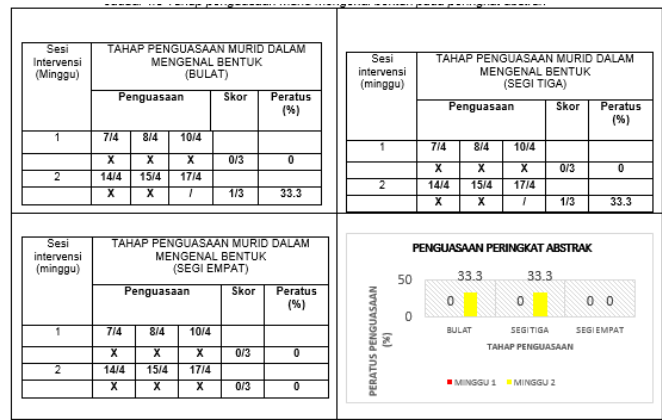 Sesi Intervensi (Minggu) TAHAP PENGUASAAN MURID DALAM MENGENAL BENTUK (BULAT)
Penguasaan Skor Peratus (%)
1 7/4 8/4 10/4
X X X 0/3 0
2 14/4 15/4 17/4
X X / 1/3 33.3
Sesi intervensi (minggu) TAHAP PENGUASAAN MURID DALAM MENGENAL BENTUK (SEGI TIGA)
Penguasaan Skor Peratus (%)
1 7/4 8/4 10/4
X X X 0/3 0
2 14/4 15/4 17/4
X X / 1/3 33.3
Sesi intervensi (minggu) TAHAP PENGUASAAN MURID DALAM MENGENAL BENTUK (SEGI EMPAT)
Penguasaan Skor Peratus (%)
1 7/4 8/4 10/4
X X X 0/3 0
2 14/4 15/4 17/4
X X X 0/3 0
PENGUASAAN PERINGKAT ABSTRAK
PERATUS PENGUASAAN (%)
50
0
0 33.3 0 33.3 0 0
BULAT SEGITIGA SEGI EMPAT
TAHAP PENGUASAAN
MINGGU 1 MINGGU 2